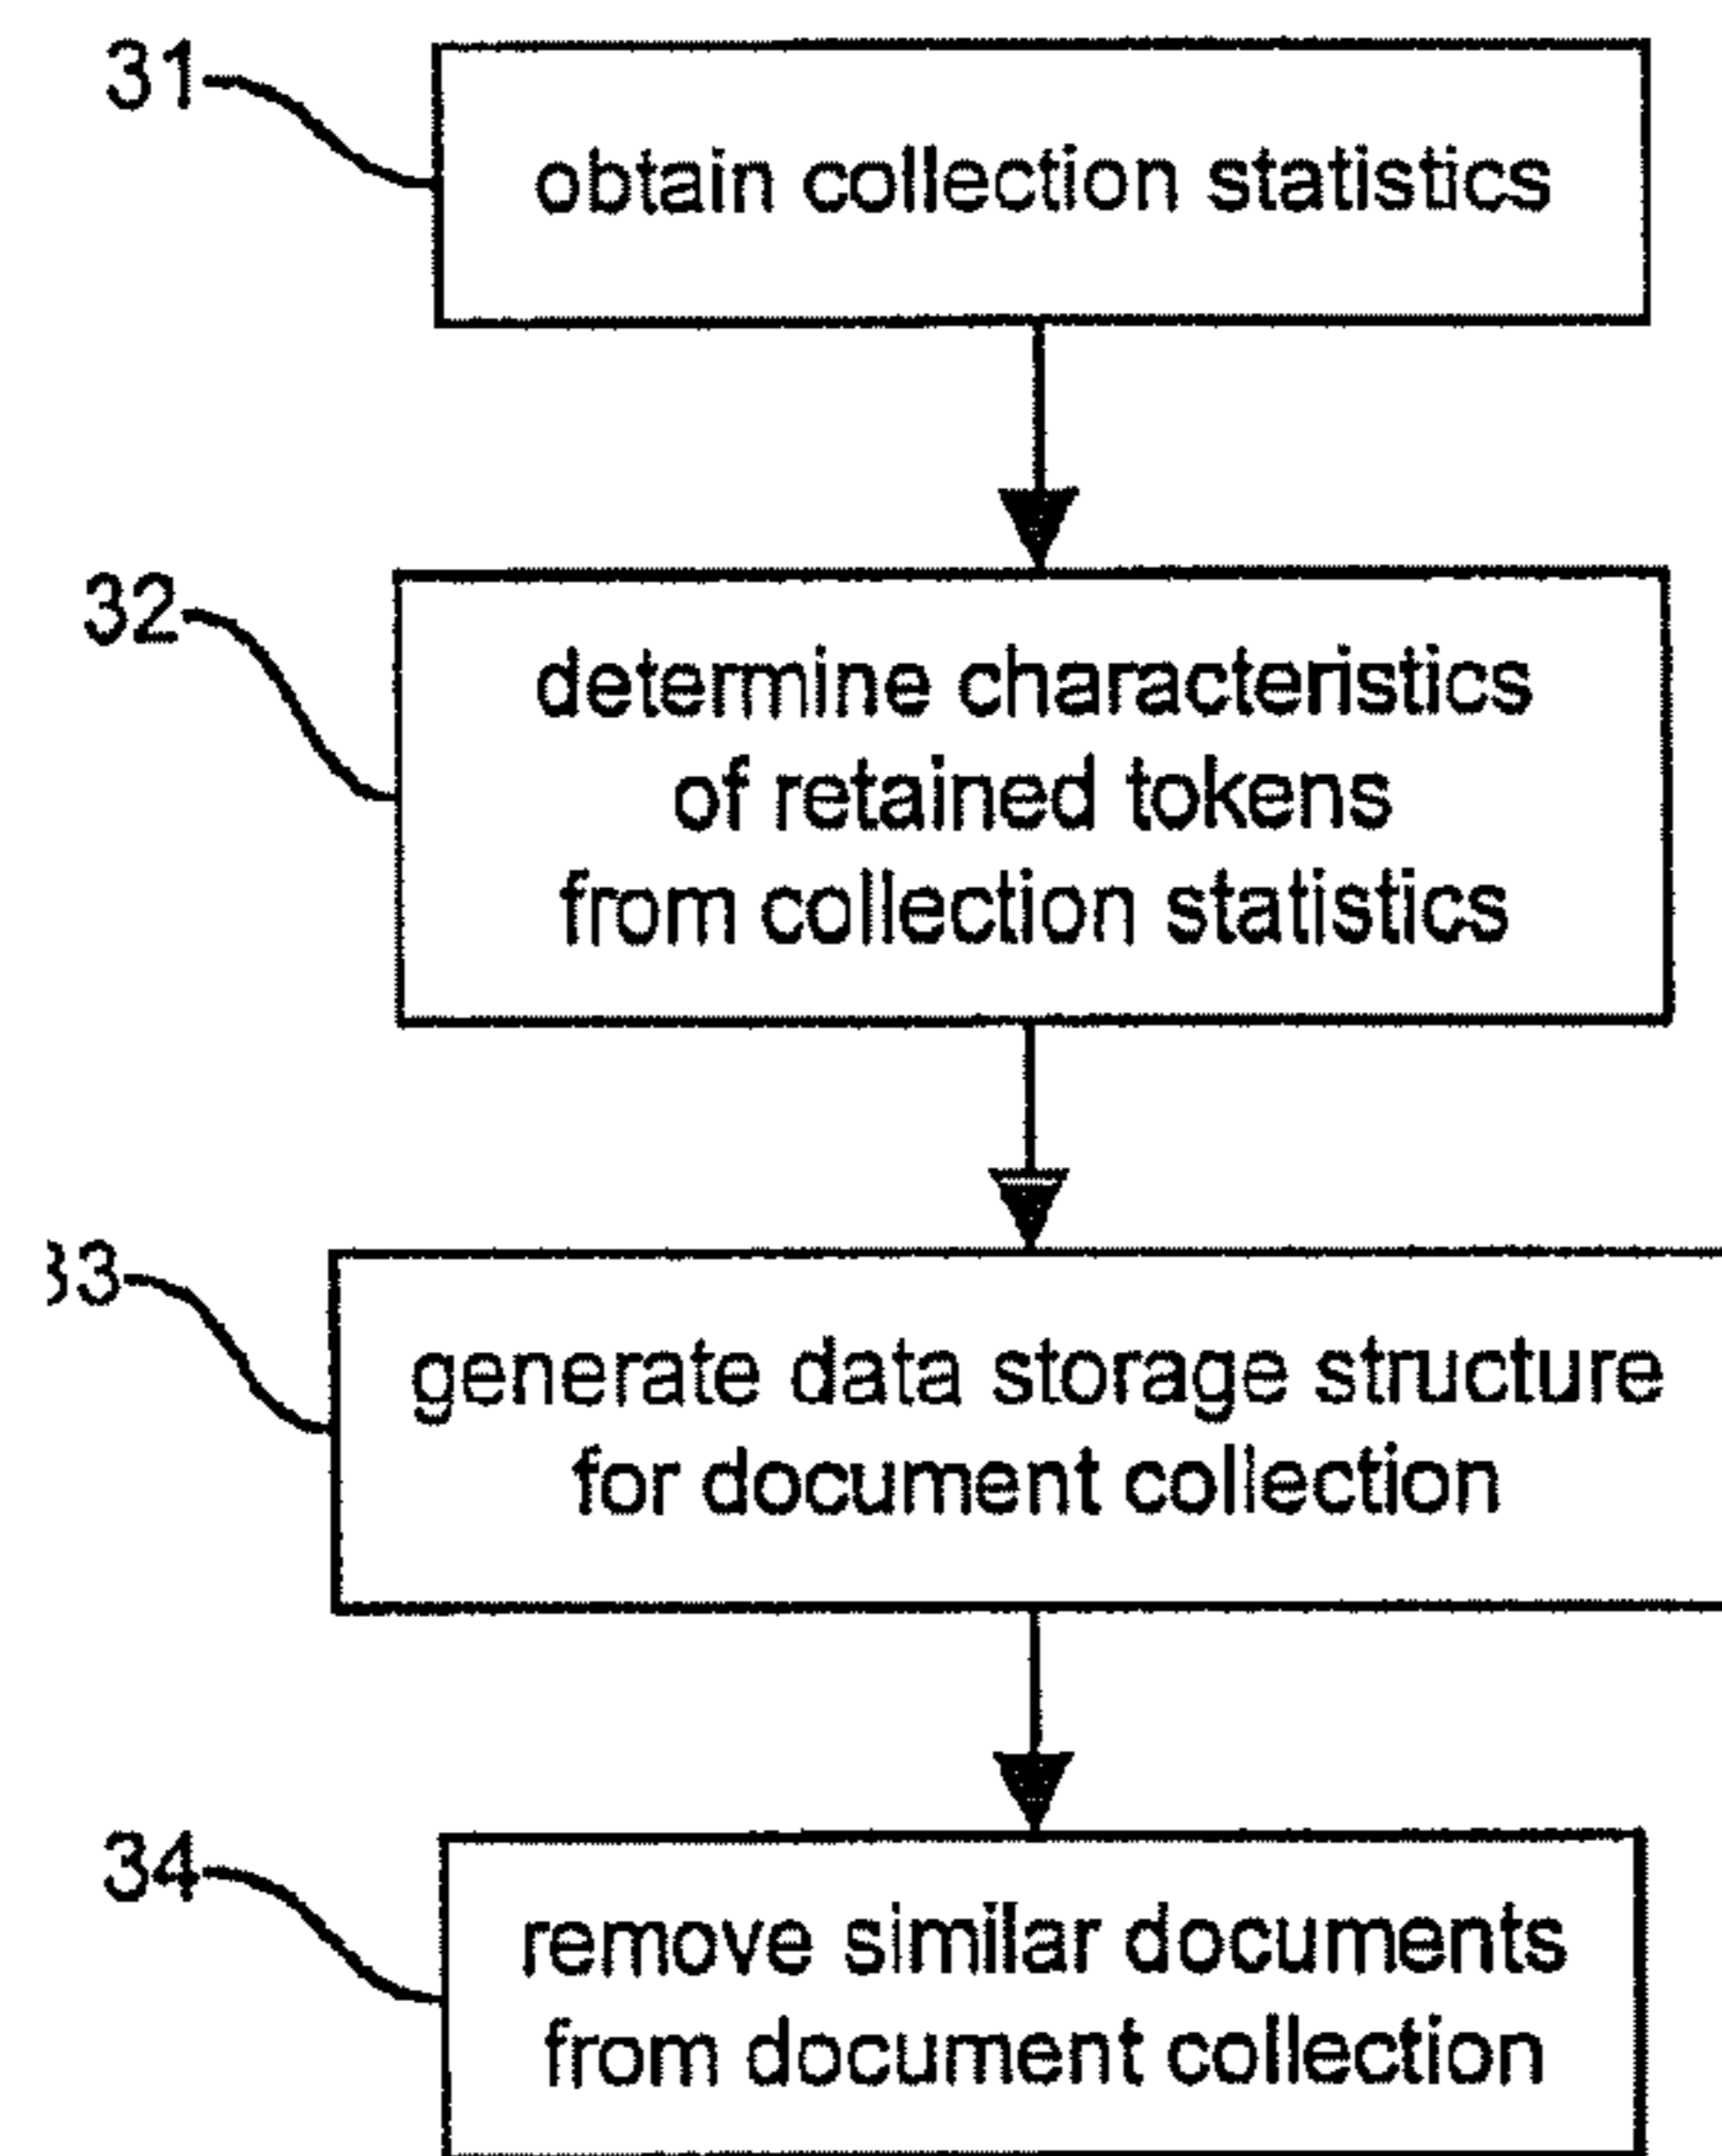 31
obtain collection statistics
32
determine characteristics
of retained tokens
from collection statistics
33
generate data storage structure
for document collection
34
remove similar documents
from document collection